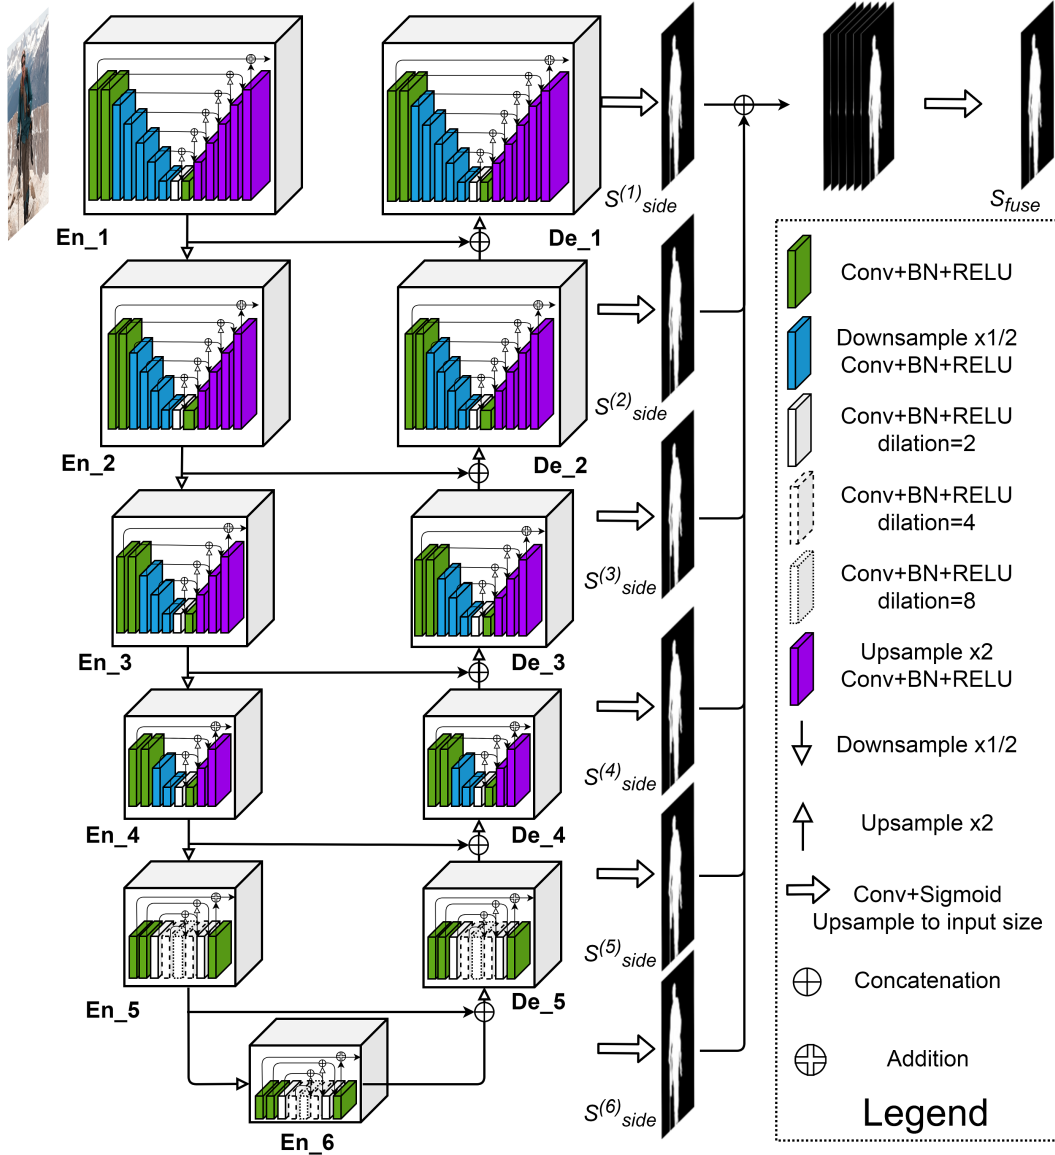 S(1)side
Sfuse
En_1
De_1
S(2)side
En_2
De_2
S(3)side
En_3
De_3
S(4)side
En_4
De_4
S(5)side
En_5
De_5
S(6)side
En_6
Conv+BN+RELU
Downsample x1/2
Conv+BN+RELU
Conv+BN+RELU
dilation=2
Conv+BN+RELU
dilation=4
Conv+BN+RELU
dilation=8
Upsample x2
Conv+BN+RELU
Downsample x1/2
Upsample x2
Conv+Sigmoid
Upsample to input size
Concatenation
Addition
Legend